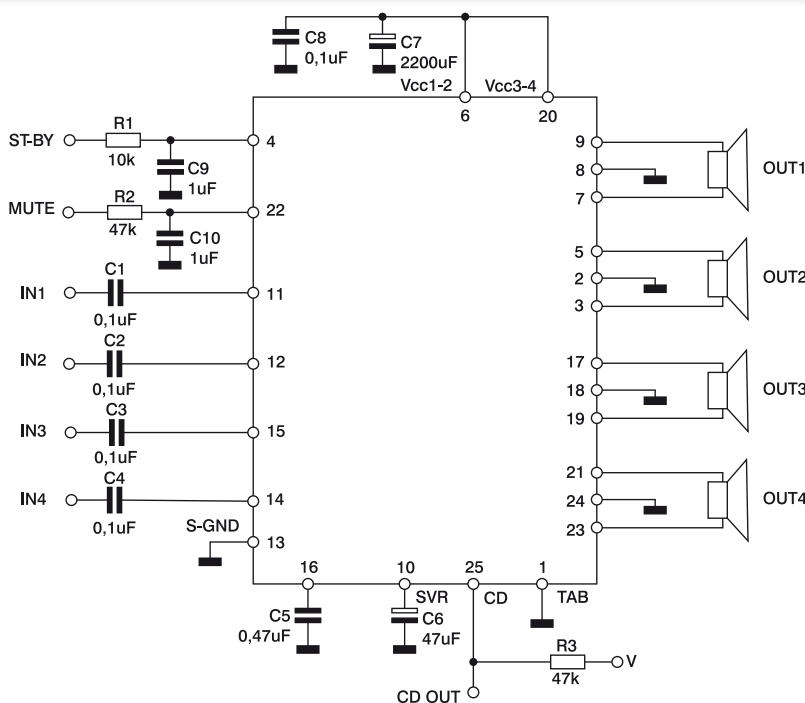 C8
0,1uF
C7
2200uF
Vcc1-2
Vcc3-4
6
20
ST-BY
R1
10k
4
C9
1uF
MUTE
R2
47k
22
C10
1uF
IN1
C1
0,1uF
11
IN2
C2
0,1uF
12
IN3
C3
0,1uF
15
IN4
C4
0,1uF
14
S-GND
13
9
8
7
OUT1
5
2
3
OUT2
17
18
19
OUT3
21
24
23
OUT4
16
10
25
1
SVR
CD
TAB
C5
0,47uF
C6
47uF
R3
47k
V
CD OUT